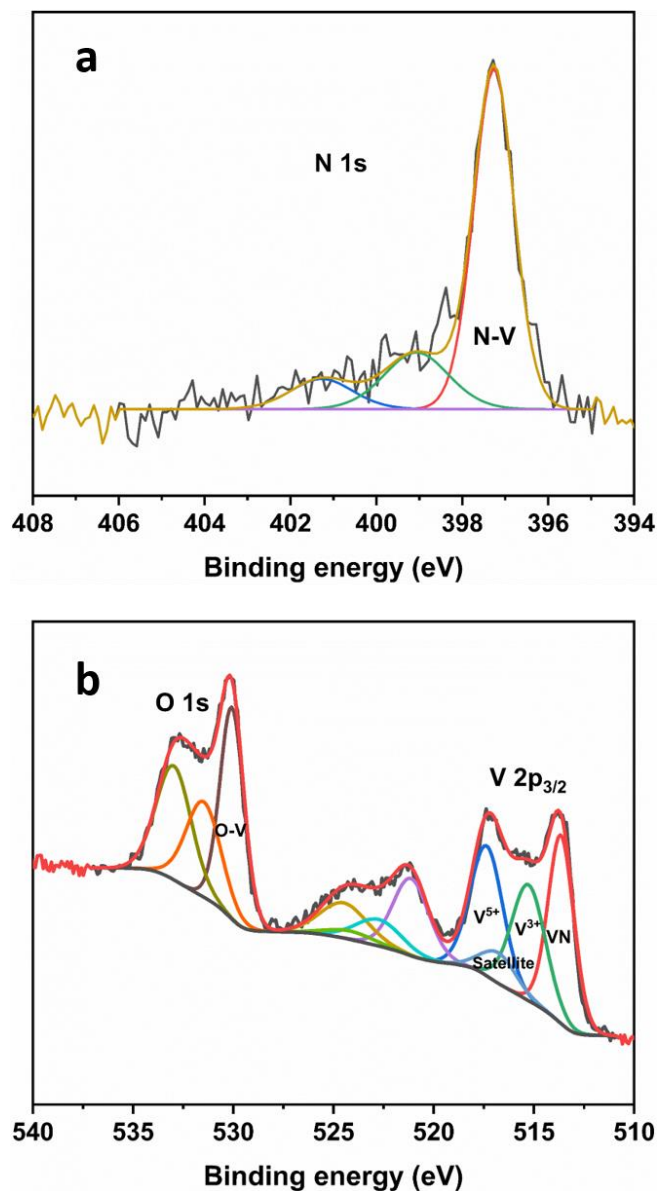 a
N 1s
N-V
408 406 404 402 400 398 396 394
Binding energy (eV)
b
O 1s
V 2p3/2
O-V
V5+
V3+
VN
Satellite
540 535 530 525 520 515 510
Binding energy (eV)